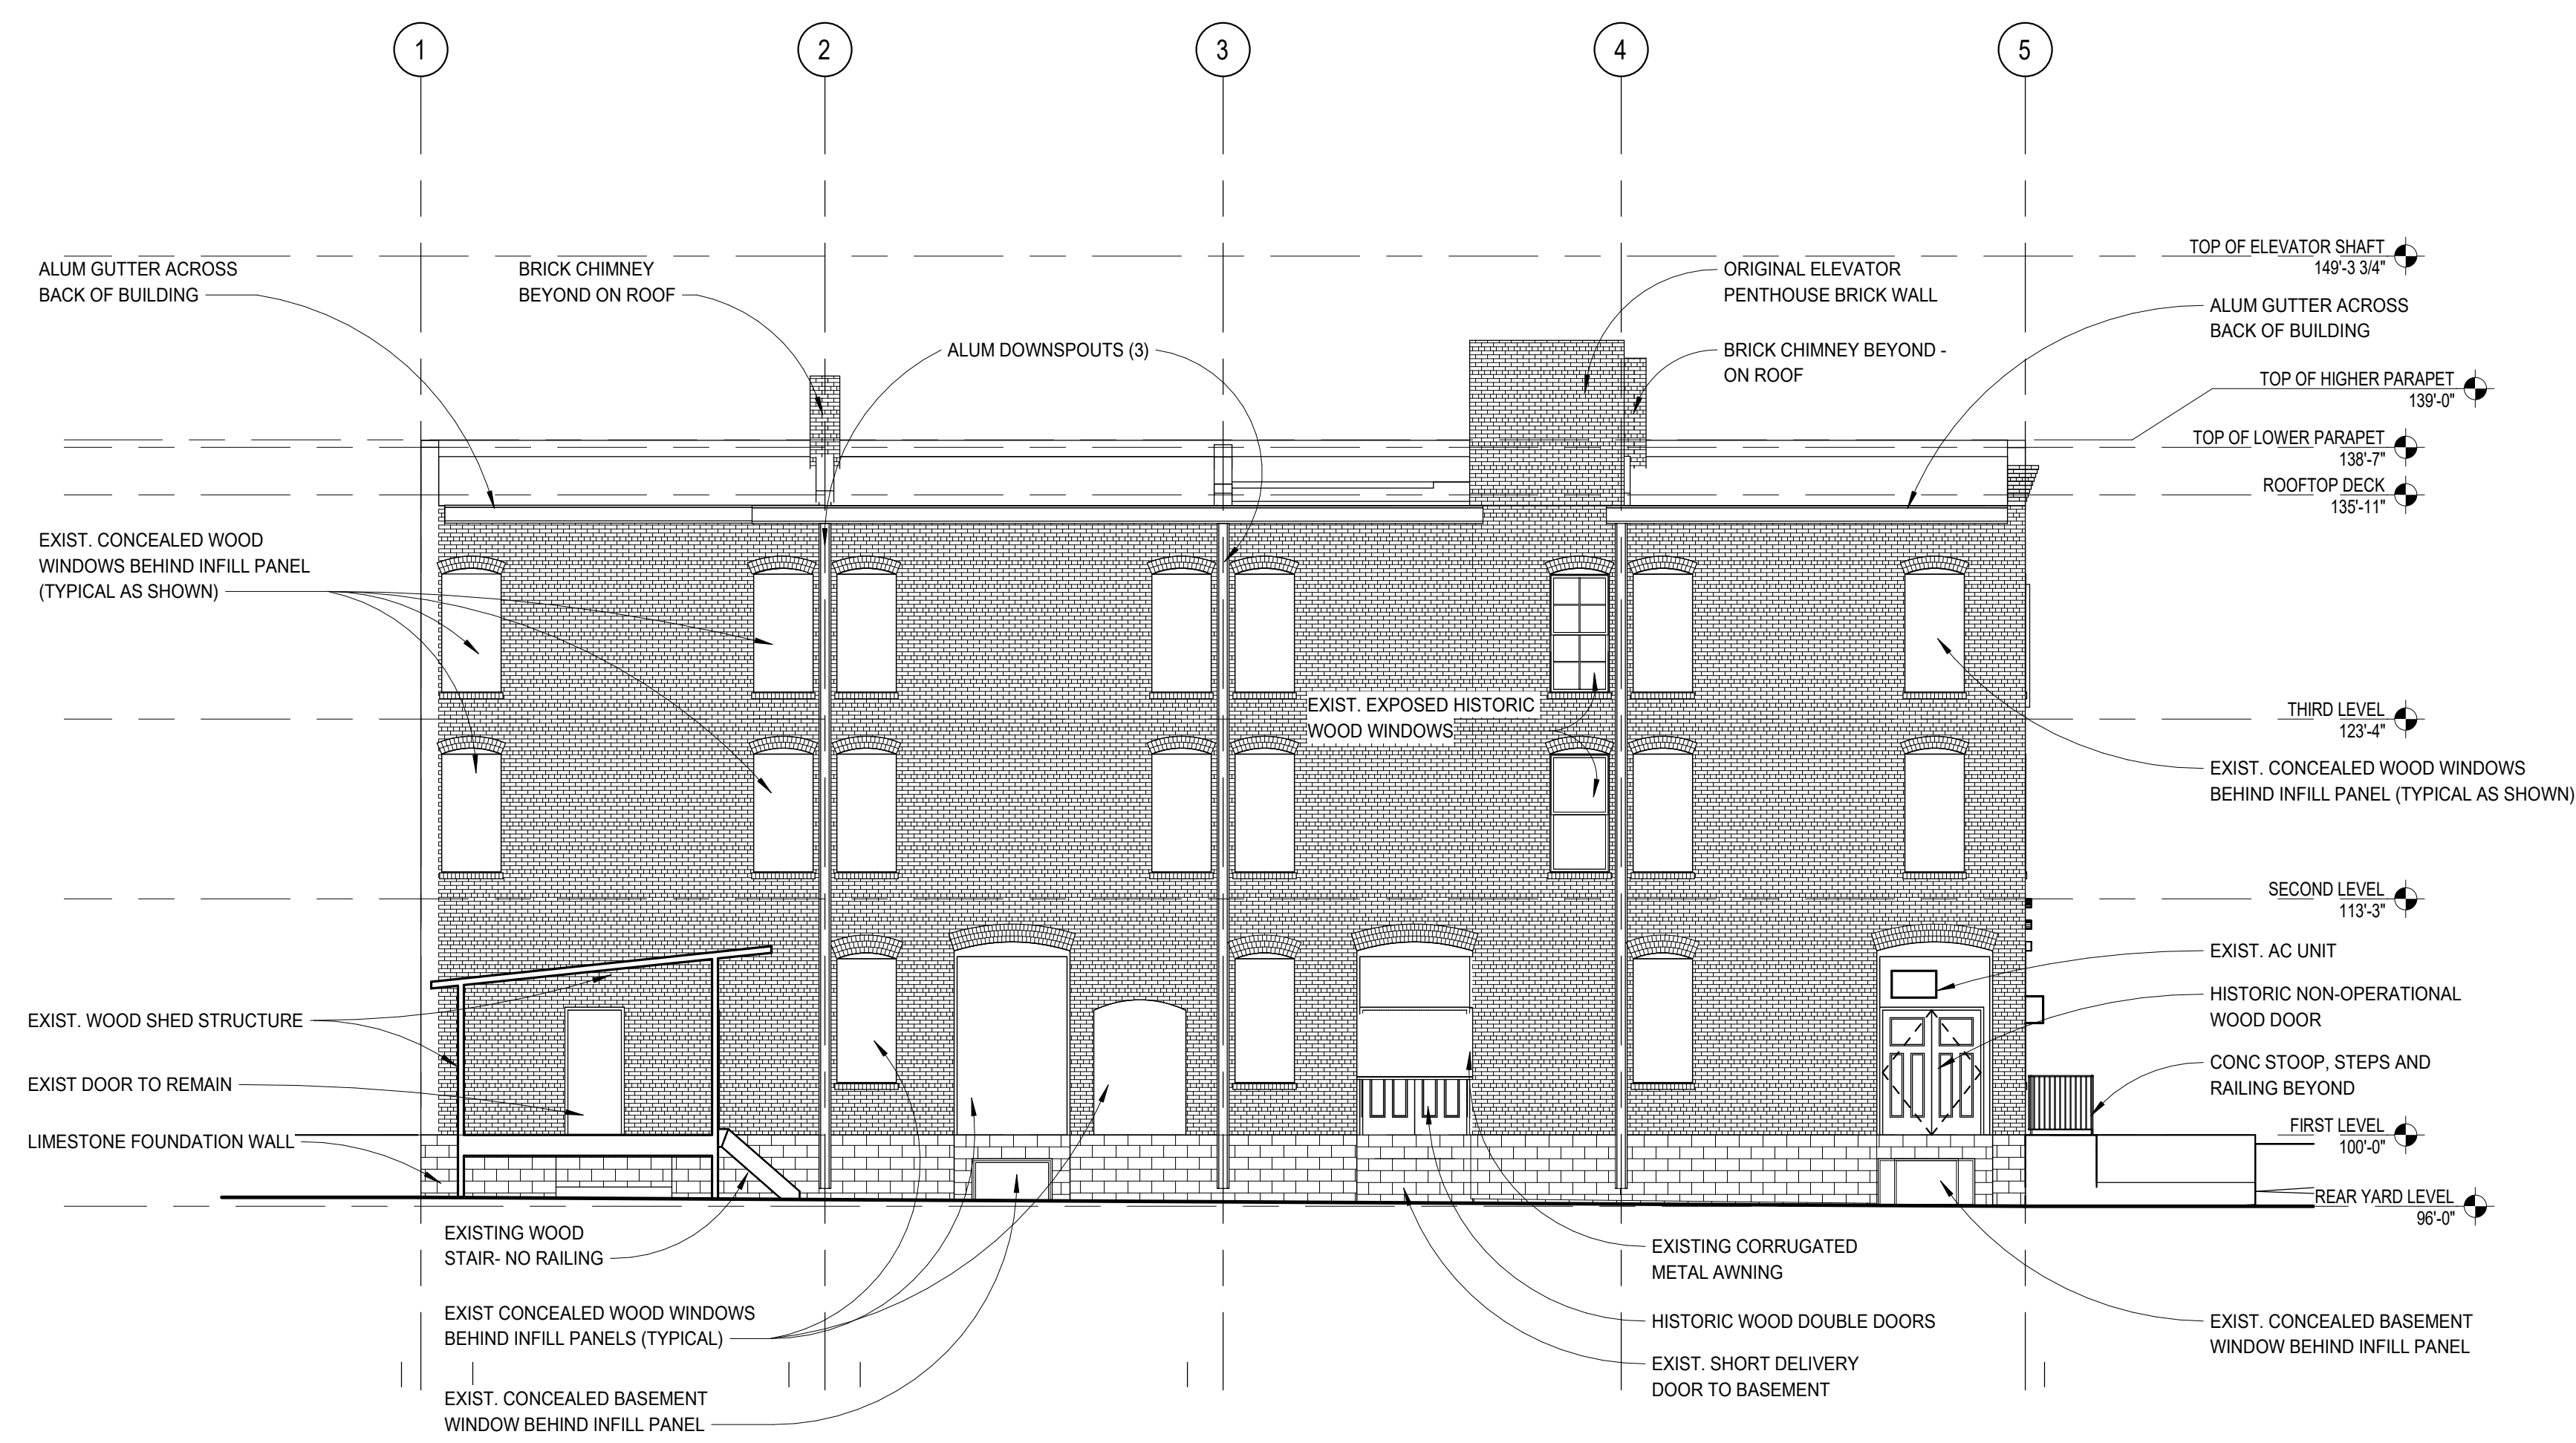 1
2
3
4
5
ALUM GUTTER ACROSS
BACK OF BUILDING
BRICK CHIMNEY
BEYOND ON ROOF
ALUM DOWNSPOUTS (3)
ORIGINAL ELEVATOR
PENTHOUSE BRICK WALL
BRICK CHIMNEY BEYOND -
ON ROOF
TOP OF ELEVATOR SHAFT
149'-3 3/4"
ALUM GUTTER ACROSS
BACK OF BUILDING
TOP OF HIGHER PARAPET
139'-0"
TOP OF LOWER PARAPET
138'-7"
ROOFTOP DECK
135'-11"
EXIST. CONCEALED WOOD
WINDOWS BEHIND INFILL PANEL
(TYPICAL AS SHOWN)
EXIST. EXPOSED HISTORIC
WOOD WINDOWS
THIRD LEVEL
123'-4"
EXIST. CONCEALED WOOD WINDOWS
BEHIND INFILL PANEL (TYPICAL AS SHOWN)
SECOND LEVEL
113'-3"
EXIST. AC UNIT
HISTORIC NON-OPERATIONAL
WOOD DOOR
CONC STOOP, STEPS AND
RAILING BEYOND
FIRST LEVEL
100'-0"
REAR YARD LEVEL
96'-0"
EXIST. WOOD SHED STRUCTURE
EXIST DOOR TO REMAIN
LIMESTONE FOUNDATION WALL
EXISTING WOOD
STAIR- NO RAILING
EXIST CONCEALED WOOD WINDOWS
BEHIND INFILL PANELS (TYPICAL)
EXIST. CONCEALED BASEMENT
WINDOW BEHIND INFILL PANEL
EXISTING CORRUGATED
METAL AWNING
HISTORIC WOOD DOUBLE DOORS
EXIST. SHORT DELIVERY
DOOR TO BASEMENT
EXIST. CONCEALED BASEMENT
WINDOW BEHIND INFILL PANEL